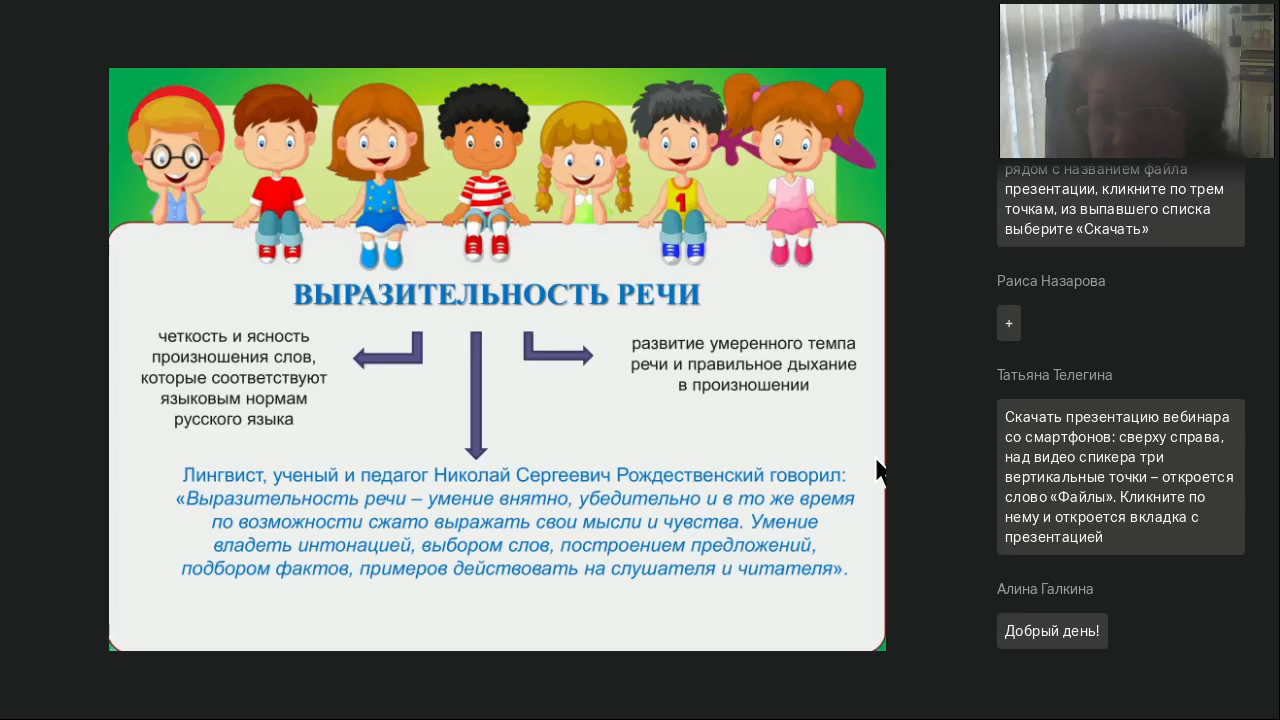 ВЫРАЗИТЕЛЬНОСТЬ РЕЧИ
четкость и ясность
произношения слов,
которые соответствуют
языковым нормам
русского языка
развитие умеренного темпа
речи и правильное дыхание
в произношении
Лингвист, ученый и педагог Николай Сергеевич Рождественский говорил:
«Выразительность речи – умение внятно, убедительно и в то же время
по возможности сжато выражать свои мысли и чувства. Умение
владеть интонацией, выбором слов, построением предложений,
подбором фактов, примеров действовать на слушателя и читателя».
1
рядом с названием файла
презентации, кликните по трем
точкам, из выпавшего списка
выберите «Скачать»
Раиса Назарова
+
Татьяна Телегина
Скачать презентацию вебинара
со смартфонов: сверху справа,
над видео спикера три
вертикальные точки – откроется
слово «Файлы». Кликните по
нему и откроется вкладка с
презентацией
Алина Галкина
Добрый день!